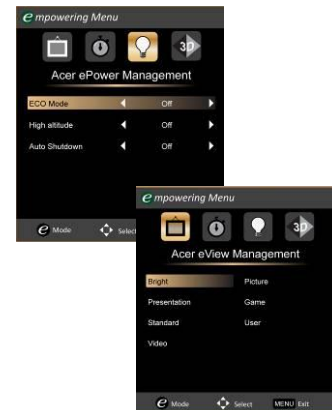 e mpowering Menu
3D
Acer ePower Management
ECO Mode Off
High altitude Off
Auto Shutdown Off
e Mode Select
e mpowering Menu
3D
Acer eView Management
Bright Picture
Presentation Game
Standard User
Video
e Mode Select MENU Exit